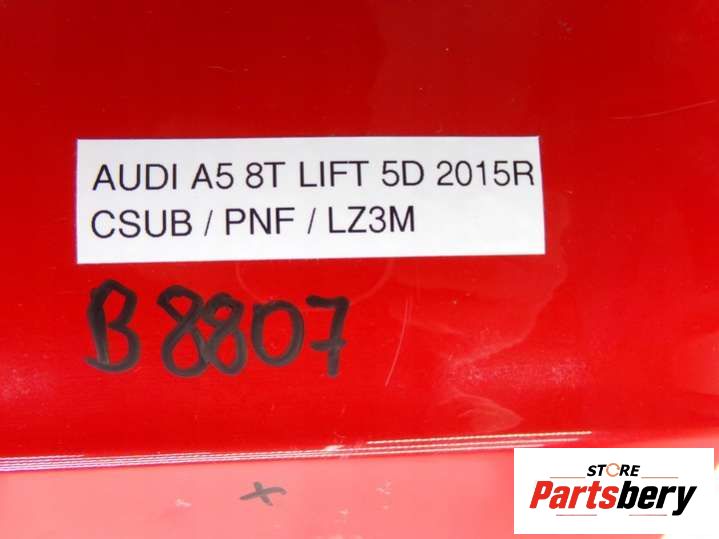 AUDI A5 8T LIFT 5D 2015R
CSUB / PNF / LZ3M
B8807
STORE
Partsbery